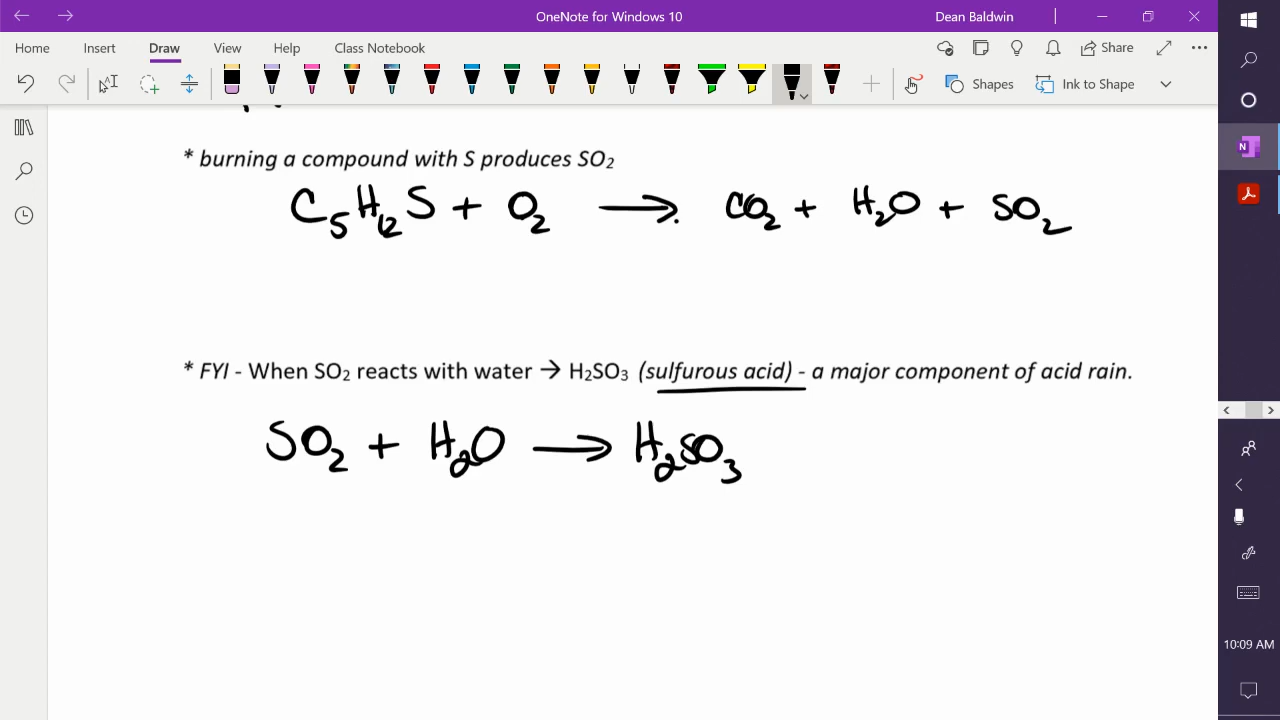 OneNote for Windows 10
Dean Baldwin
Home Insert Draw View Help Class Notebook Share
Shapes Ink to Shape
* burning a compound with S produces SO₂
C₅H₁₂S + O₂ → CO₂ + H₂O + SO₂
* FYI - When SO₂ reacts with water → H₂SO₃ (sulfurous acid) - a major component of acid rain.
SO₂ + H₂O → H₂SO₃
10:09 AM